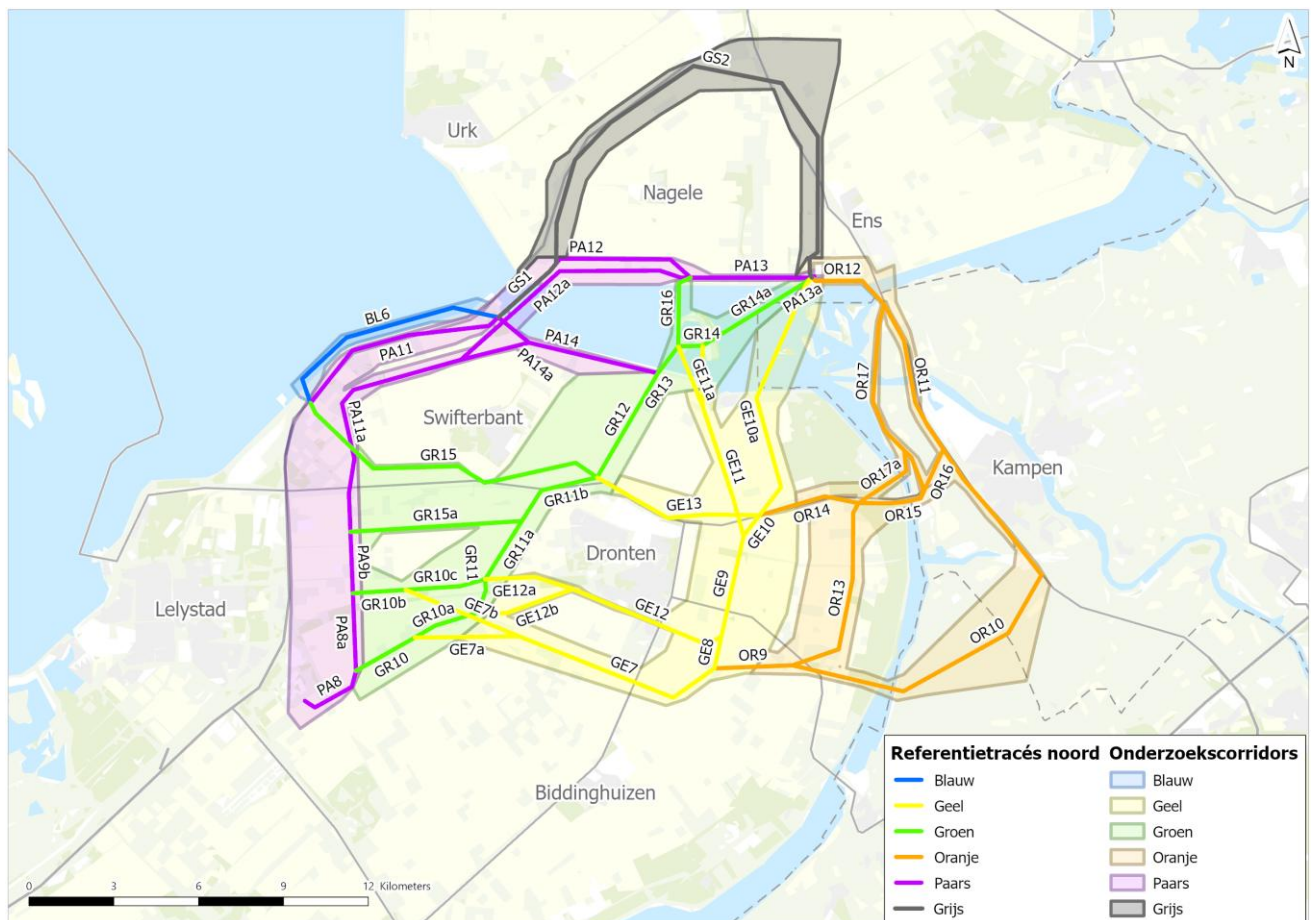 GS2
N
Urk
Nagele
Ens
PA12
GS1
PA12a
PA13
OR12
PA13a
GR14a
GR16
BL6
PA11
PA14
GR14
PA14a
GE11a
OR17
OR11
GR13
GR12
PA11a
Swifterbant
GE10a
GR15
GE11
Kampen
OR17a
OR16
GR11b
GE13
GE10
OR14
OR15
GR15a
GR11a
Dronten
PA9b
GR11
GR10c
GE9
GE12a
Lelystad
GR10b
GR10a
GE7b
GE12b
GE12
OR13
OR10
PA8a
GR10
GE7a
GE7
GE8
OR9
PA8
Biddinghuizen
Referentietracés noord Onderzoekscorridors
Blauw Blauw
Geel Geel
Groen Groen
Oranje Oranje
Paars Paars
Grijs Grijs
0 3 6 9 12 Kilometers